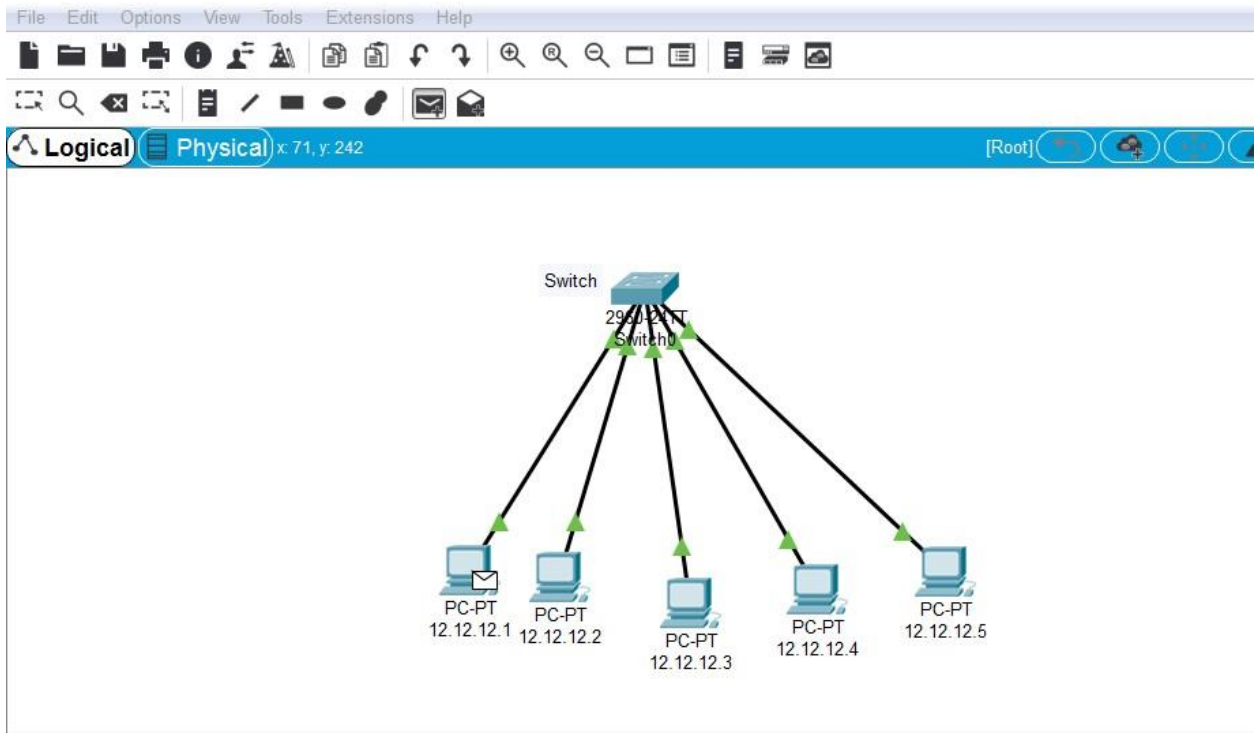 File Edit Options View Tools Extensions Help
Logical Physical x: 71, y: 242 [Root]
Switch
2960-24TT
Switch0
PC-PT
12.12.12.1
PC-PT
12.12.12.2
PC-PT
12.12.12.3
PC-PT
12.12.12.4
PC-PT
12.12.12.5